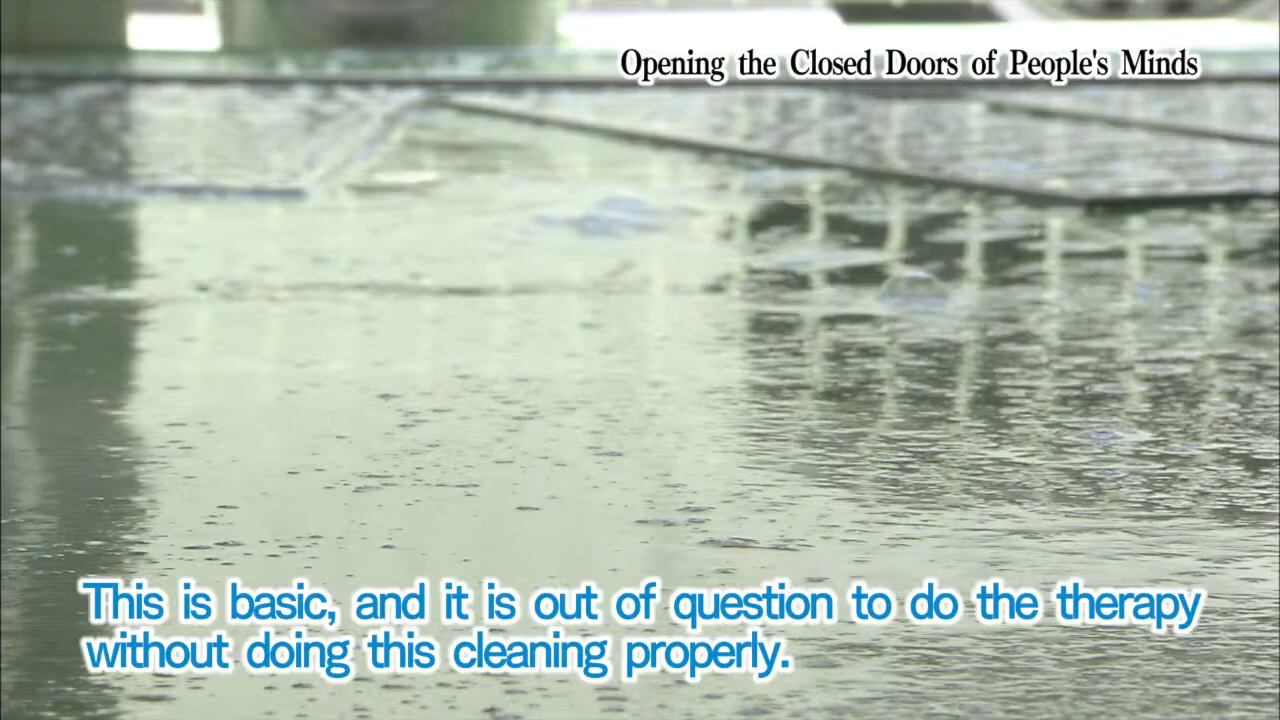 Opening the Closed Doors of People's Minds
This is basic, and it is out of question to do the therapy
without doing this cleaning properly.